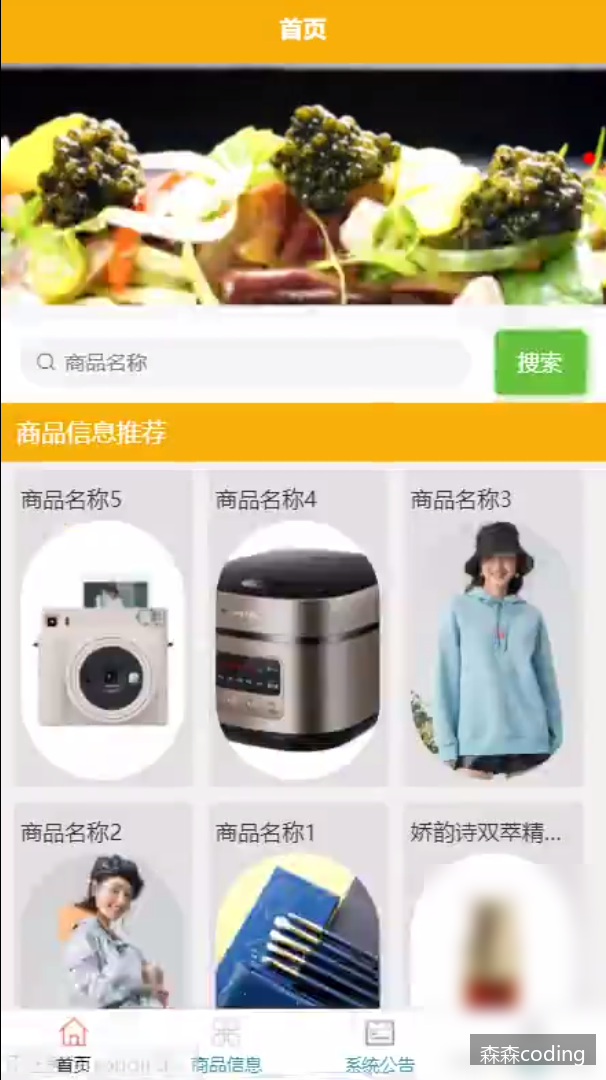 首页
商品名称
搜索
商品信息推荐
商品名称5
商品名称4
商品名称3
商品名称2
商品名称1
娇韵诗双萃精...
首页
商品信息
系统公告
森森coding